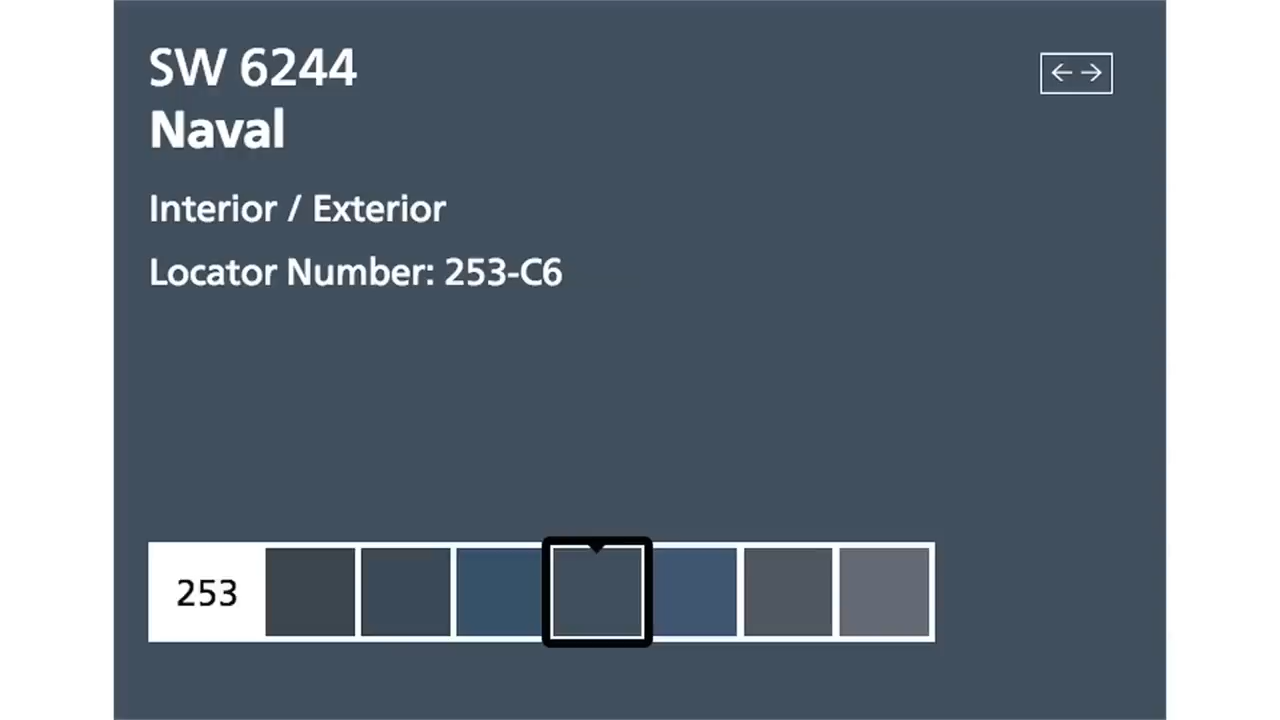 SW 6244
Naval
Interior / Exterior
Locator Number: 253-C6
253